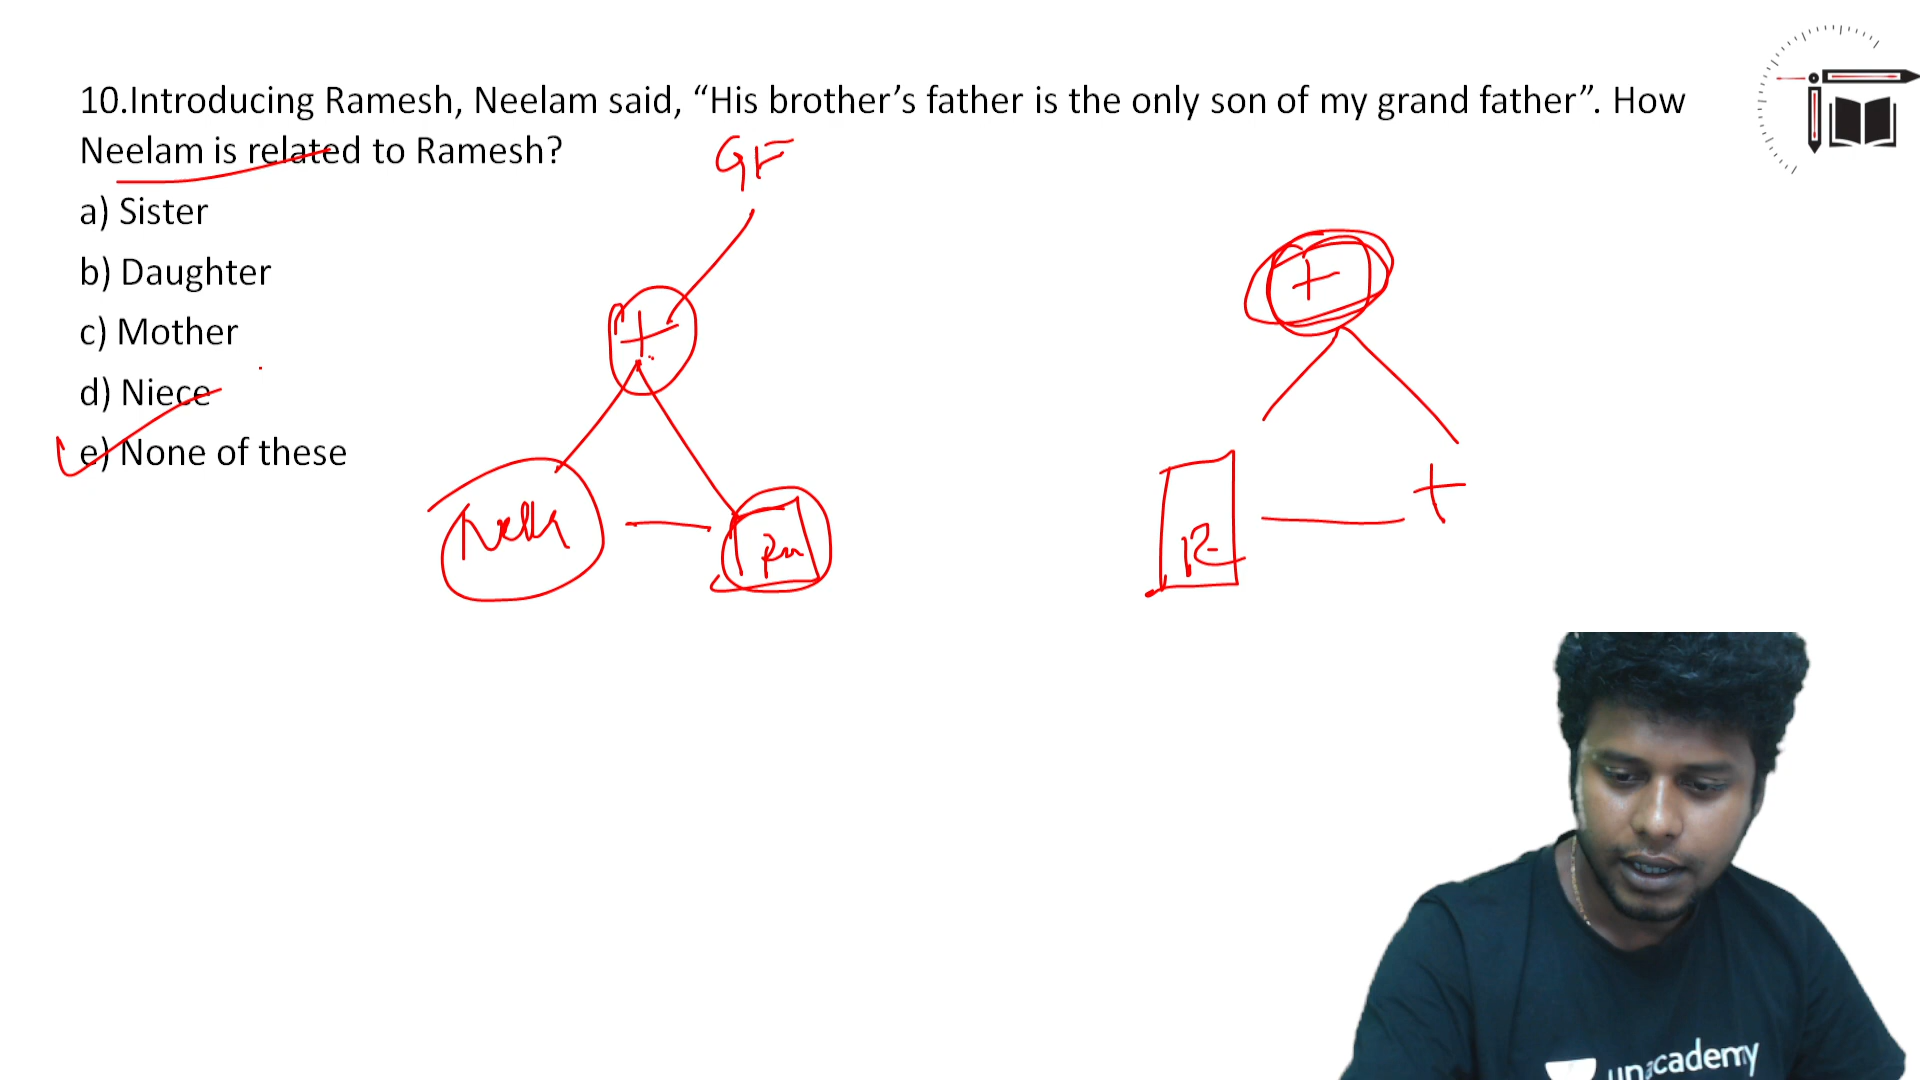 10.Introducing Ramesh, Neelam said, “His brother’s father is the only son of my grand father”. How
Neelam is related to Ramesh?
GF
a) Sister
b) Daughter
c) Mother
d) Niece
e) None of these
+
+
+
R
unacademy